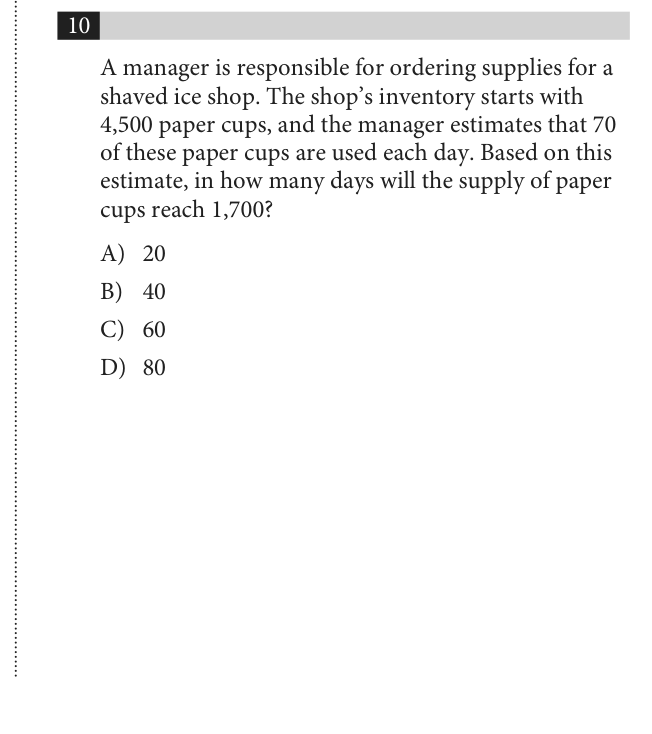 10
A manager is responsible for ordering supplies for a
shaved ice shop. The shop’s inventory starts with
4,500 paper cups, and the manager estimates that 70
of these paper cups are used each day. Based on this
estimate, in how many days will the supply of paper
cups reach 1,700?
A) 20
B) 40
C) 60
D) 80